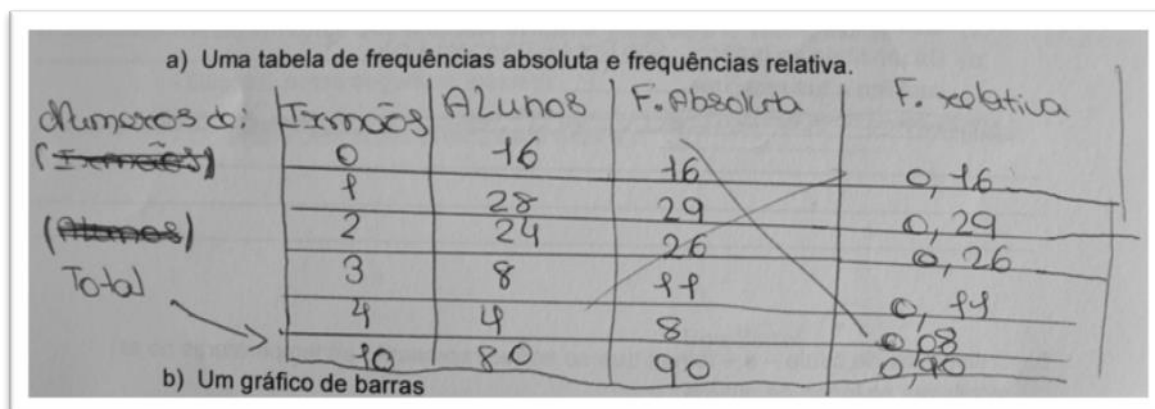 a) Uma tabela de frequências absoluta e frequências relativa.
Numeros de: Irmãos Alunos F. Absoluta F. relativa
(Irmãos) 0 16 16 0,16
1 28 29 0,29
(Alunos) 2 24 26 0,26
Total 3 8 11 0,11
4 4 8 0,08
10 80 90 0,90
b) Um gráfico de barras